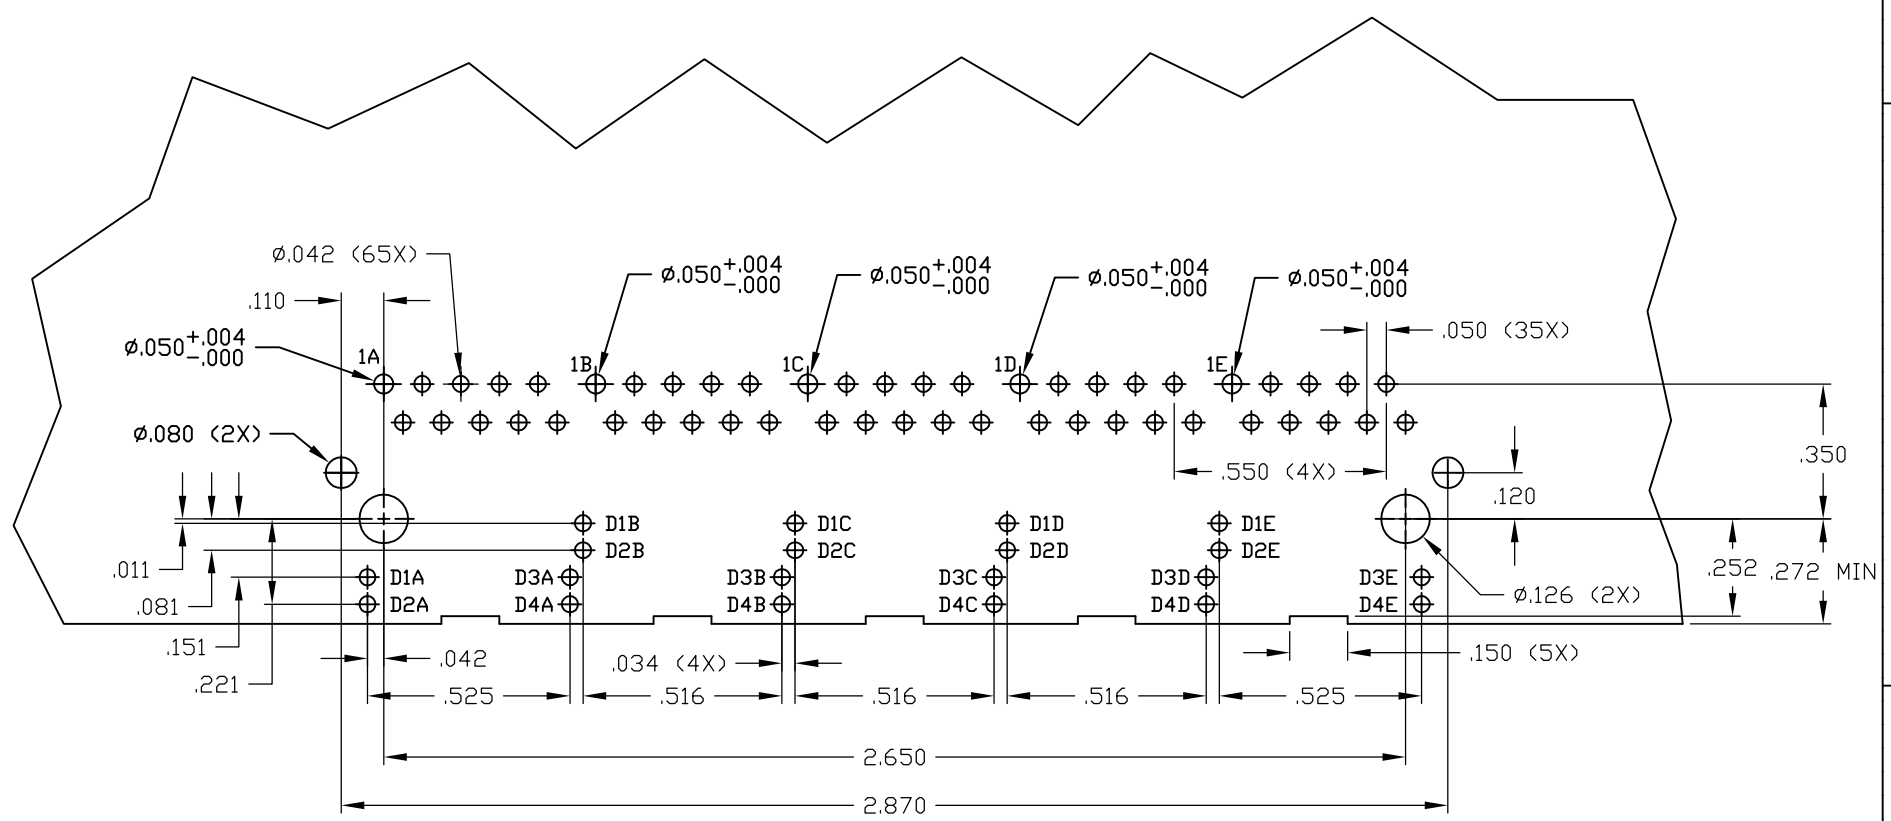 Ø.042 (65X)
.110
Ø.050 +.004 -.000
Ø.050 +.004 -.000
Ø.050 +.004 -.000
Ø.050 +.004 -.000
Ø.050 +.004 -.000
.050 (35X)
1A
1B
1C
1D
1E
Ø.080 (2X)
.550 (4X)
.350
.120
D1B
D1C
D1D
D1E
D2B
D2C
D2D
D2E
.011
D1A
D3A
D3B
D3C
D3D
D3E
.252
.272 MIN
.081
D2A
D4A
D4B
D4C
D4D
D4E
Ø.126 (2X)
.151
.042
.034 (4X)
.150 (5X)
.221
.525
.516
.516
.516
.525
2.650
2.870